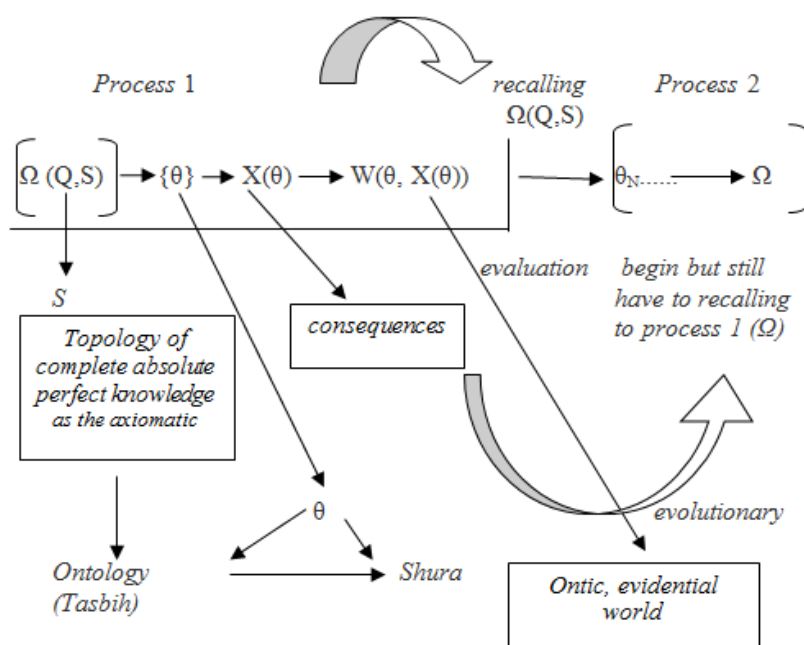 Process 1
recalling
Process 2
Ω(Q,S)
Ω (Q,S)
{θ}
X(θ)
W(θ, X(θ))
θN......
Ω
S
evaluation
begin but still
have to recalling
to process 1 (Ω)
Topology of
complete absolute
perfect knowledge
as the axiomatic
consequences
θ
evolutionary
Ontology
(Tasbih)
Shura
Ontic, evidential
world